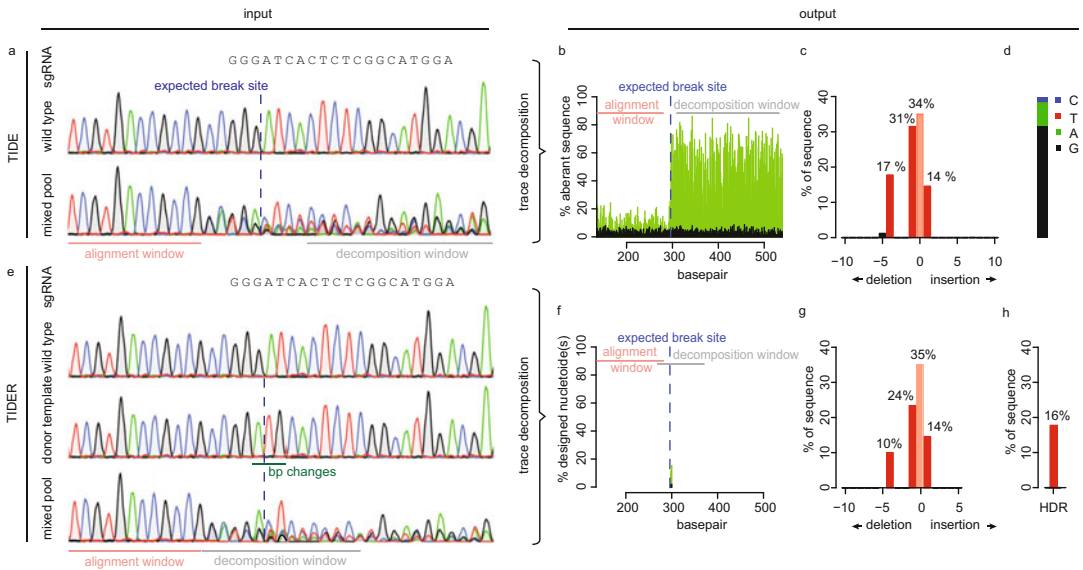 input
output
a
sgRNA
GGGATCACTCTCGGCATGGA
expected break site
TIDE
wild type
mixed pool
alignment window
decomposition window
trace decomposition
b
expected break site
alignment
window
decomposition window
% aberrant sequence
100
80
60
40
20
0
200 300 400 500
basepair
c
% of sequence
40
30
20
10
0
17 %
31%
34%
14 %
−10 −5 0 5 10
deletion insertion
d
C
T
A
G
e
sgRNA
GGGATCACTCTCGGCATGGA
expected break site
TIDER
wild type
donor template
bp changes
mixed pool
alignment window
decomposition window
trace decomposition
f
expected break site
alignment
window
decomposition window
% designed nucletoide(s)
100
80
60
40
20
0
200 300 400 500
basepair
g
% of sequence
40
30
20
10
0
10%
24%
35%
14%
−10 −5 0 5
deletion insertion
h
% of sequence
40
30
20
10
0
16%
HDR